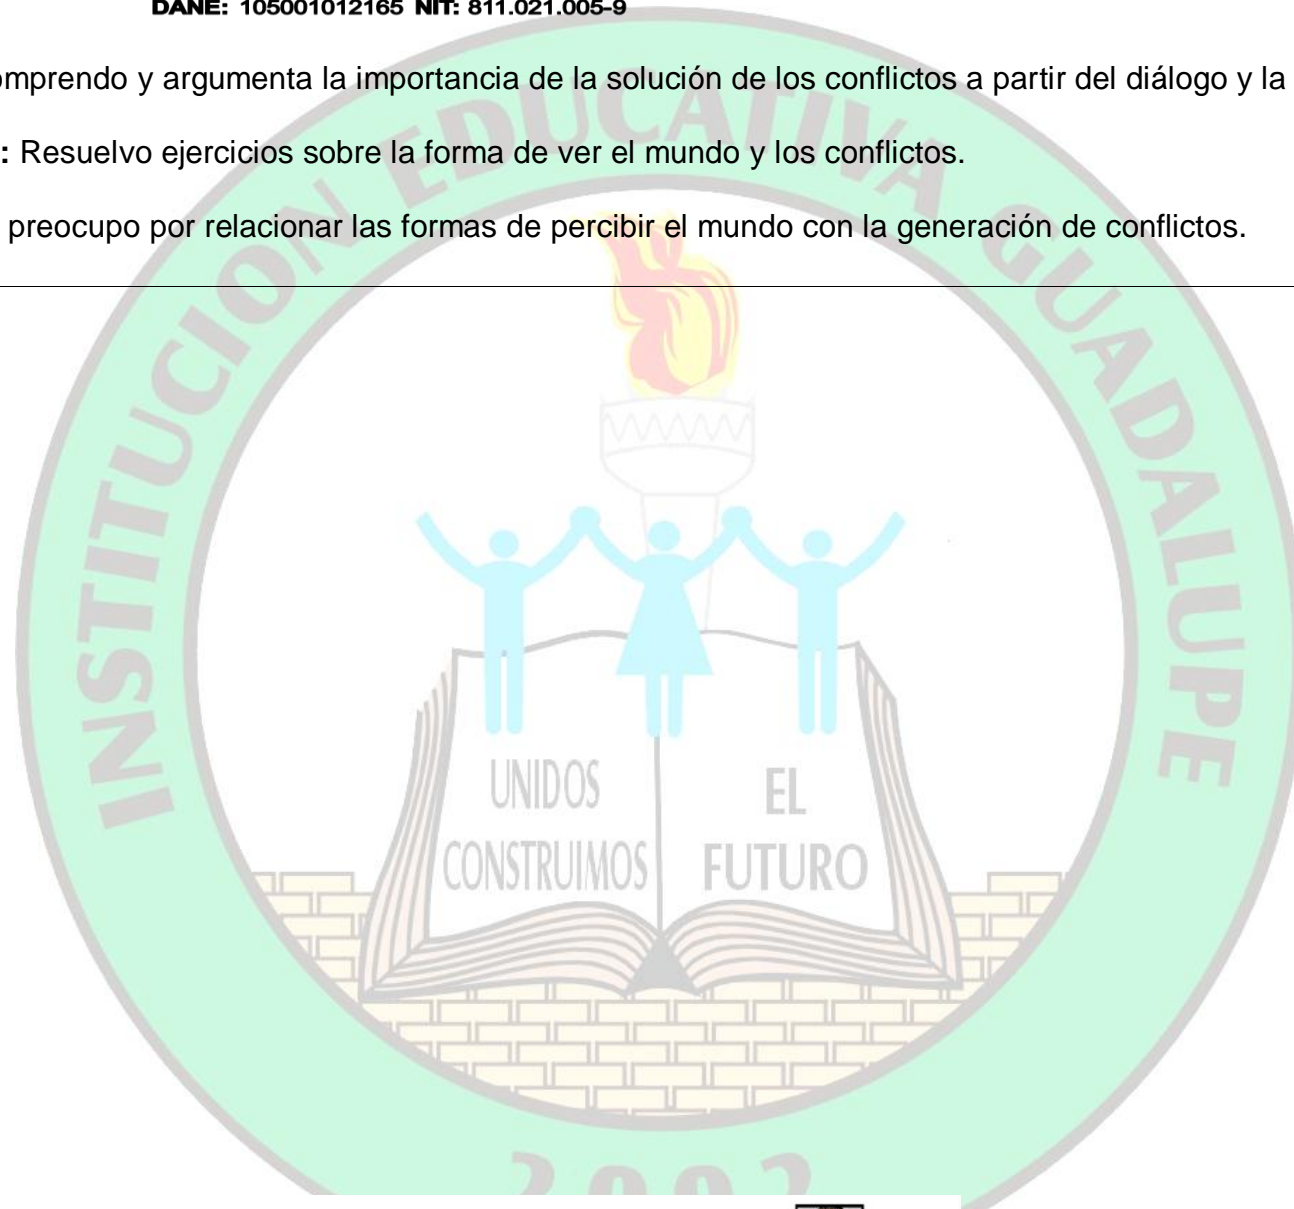 DANE: 105001012165 NIT: 811.021.005-9
omprendo y argumenta la importancia de la solución de los conflictos a partir del diálogo y la
: Resuelvo ejercicios sobre la forma de ver el mundo y los conflictos.
preocupo por relacionar las formas de percibir el mundo con la generación de conflictos.
INSTITUCION EDUCATIVA GUADALUPE
UNIDOS
CONSTRUIMOS
EL
FUTURO
2002